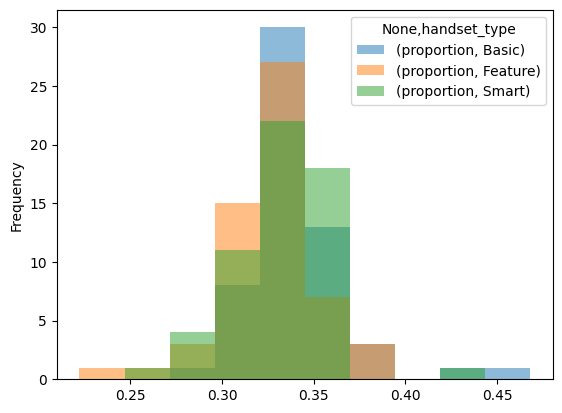 None,handset_type
(proportion, Basic)
(proportion, Feature)
(proportion, Smart)
Frequency
30
25
20
15
10
5
0
0.25 0.30 0.35 0.40 0.45